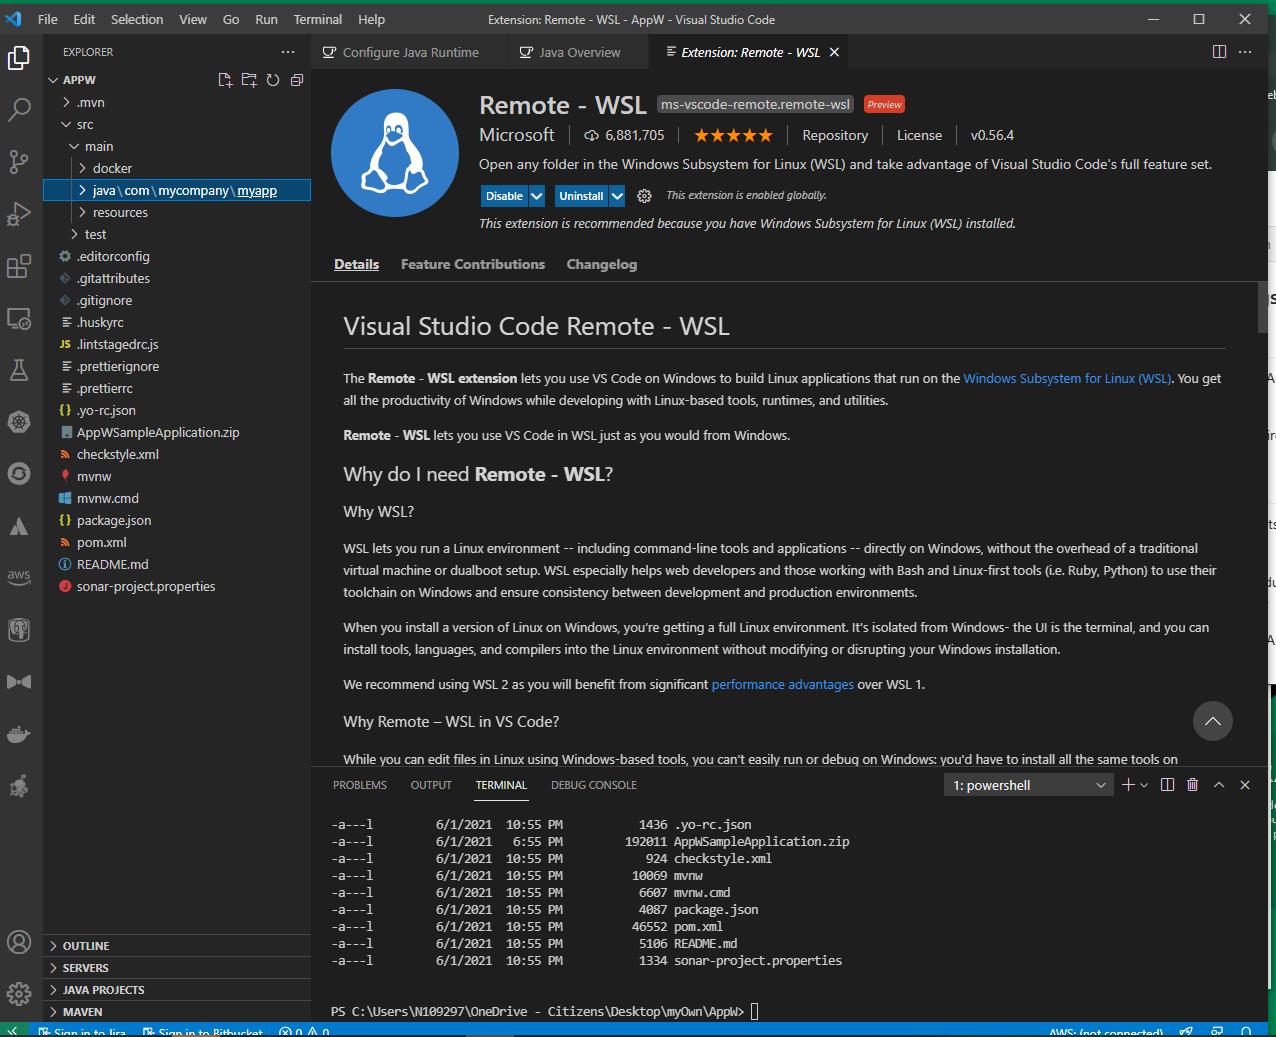 File Edit Selection View Go Run Terminal Help Extension: Remote - WSL - AppW - Visual Studio Code
EXPLORER
Configure Java Runtime
Java Overview
Extension: Remote - WSL
APPW
.mvn
src
main
docker
java\com\mycompany\myapp
resources
test
.editorconfig
.gitattributes
.gitignore
.huskyrc
JS .lintstagedrc.js
.prettierignore
.prettierrc
{} .yo-rc.json
AppWSampleApplication.zip
checkstyle.xml
mvnw
mvnw.cmd
{} package.json
pom.xml
README.md
sonar-project.properties
aws
OUTLINE
SERVERS
JAVA PROJECTS
MAVEN
Remote - WSL ms-vscode-remote.remote-wsl Preview
Microsoft 6,881,705 Repository License v0.56.4
Open any folder in the Windows Subsystem for Linux (WSL) and take advantage of Visual Studio Code's full feature set.
Disable Uninstall This extension is enabled globally.
This extension is recommended because you have Windows Subsystem for Linux (WSL) installed.
Details Feature Contributions Changelog
Visual Studio Code Remote - WSL
The Remote - WSL extension lets you use VS Code on Windows to build Linux applications that run on the Windows Subsystem for Linux (WSL). You get
all the productivity of Windows while developing with Linux-based tools, runtimes, and utilities.
Remote - WSL lets you use VS Code in WSL just as you would from Windows.
Why do I need Remote - WSL?
Why WSL?
WSL lets you run a Linux environment -- including command-line tools and applications -- directly on Windows, without the overhead of a traditional
virtual machine or dualboot setup. WSL especially helps web developers and those working with Bash and Linux-first tools (i.e. Ruby, Python) to use their
toolchain on Windows and ensure consistency between development and production environments.
When you install a version of Linux on Windows, you're getting a full Linux environment. It's isolated from Windows- the UI is the terminal, and you can
install tools, languages, and compilers into the Linux environment without modifying or disrupting your Windows installation.
We recommend using WSL 2 as you will benefit from significant performance advantages over WSL 1.
Why Remote – WSL in VS Code?
While you can edit files in Linux using Windows-based tools, you can't easily run or debug on Windows: you'd have to install all the same tools on
PROBLEMS OUTPUT TERMINAL DEBUG CONSOLE 1: powershell
-a---l 6/1/2021 10:55 PM 1436 .yo-rc.json
-a---l 6/1/2021 6:55 PM 192011 AppWSampleApplication.zip
-a---l 6/1/2021 10:55 PM 924 checkstyle.xml
-a---l 6/1/2021 10:55 PM 10069 mvnw
-a---l 6/1/2021 10:55 PM 6607 mvnw.cmd
-a---l 6/1/2021 10:55 PM 4087 package.json
-a---l 6/1/2021 10:55 PM 46552 pom.xml
-a---l 6/1/2021 10:55 PM 5106 README.md
-a---l 6/1/2021 10:55 PM 1334 sonar-project.properties
PS C:\Users\N109297\OneDrive - Citizens\Desktop\myOwn\AppW>
Sign in to Jira Sign in to Bitbucket 0 0 AWS: (not connected)